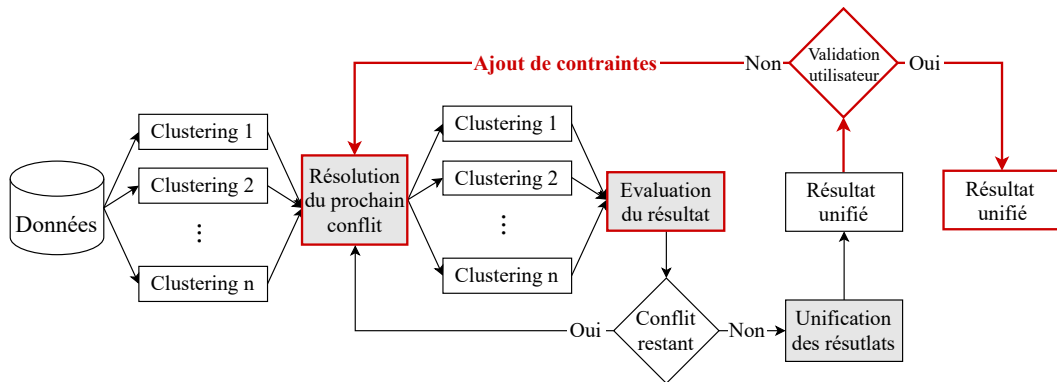 Validation
utilisateur
Non
Oui
Ajout de contraintes
Données
Clustering 1
Clustering 2
⋮
Clustering n
Résolution
du prochain
conflit
Clustering 1
Clustering 2
⋮
Clustering n
Evaluation
du résultat
Conflit
restant
Oui
Non
Unification
des résutlats
Résultat
unifié
Résultat
unifié